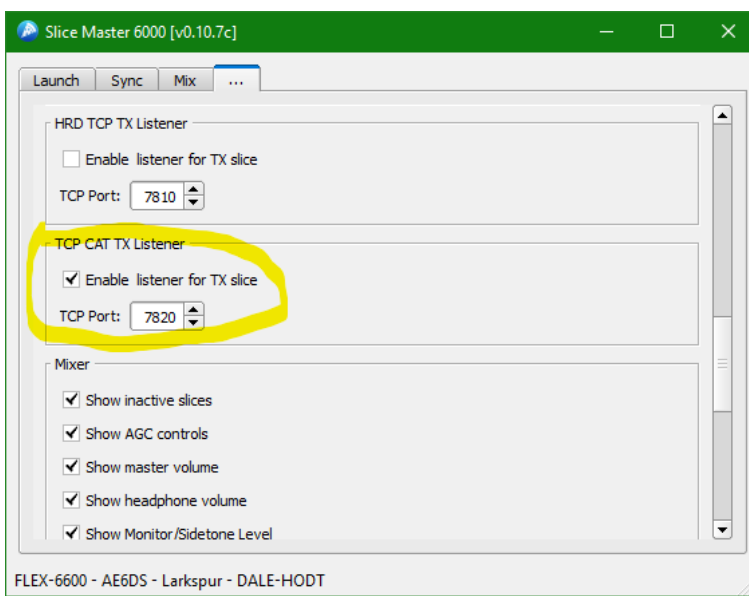 Slice Master 6000 [v0.10.7c]
Launch Sync Mix ...
HRD TCP TX Listener
Enable listener for TX slice
TCP Port: 7810
TCP CAT TX Listener
Enable listener for TX slice
TCP Port: 7820
Mixer
Show inactive slices
Show AGC controls
Show master volume
Show headphone volume
Show Monitor/Sidetone Level
FLEX-6600 - AE6DS - Larkspur - DALE-HODT